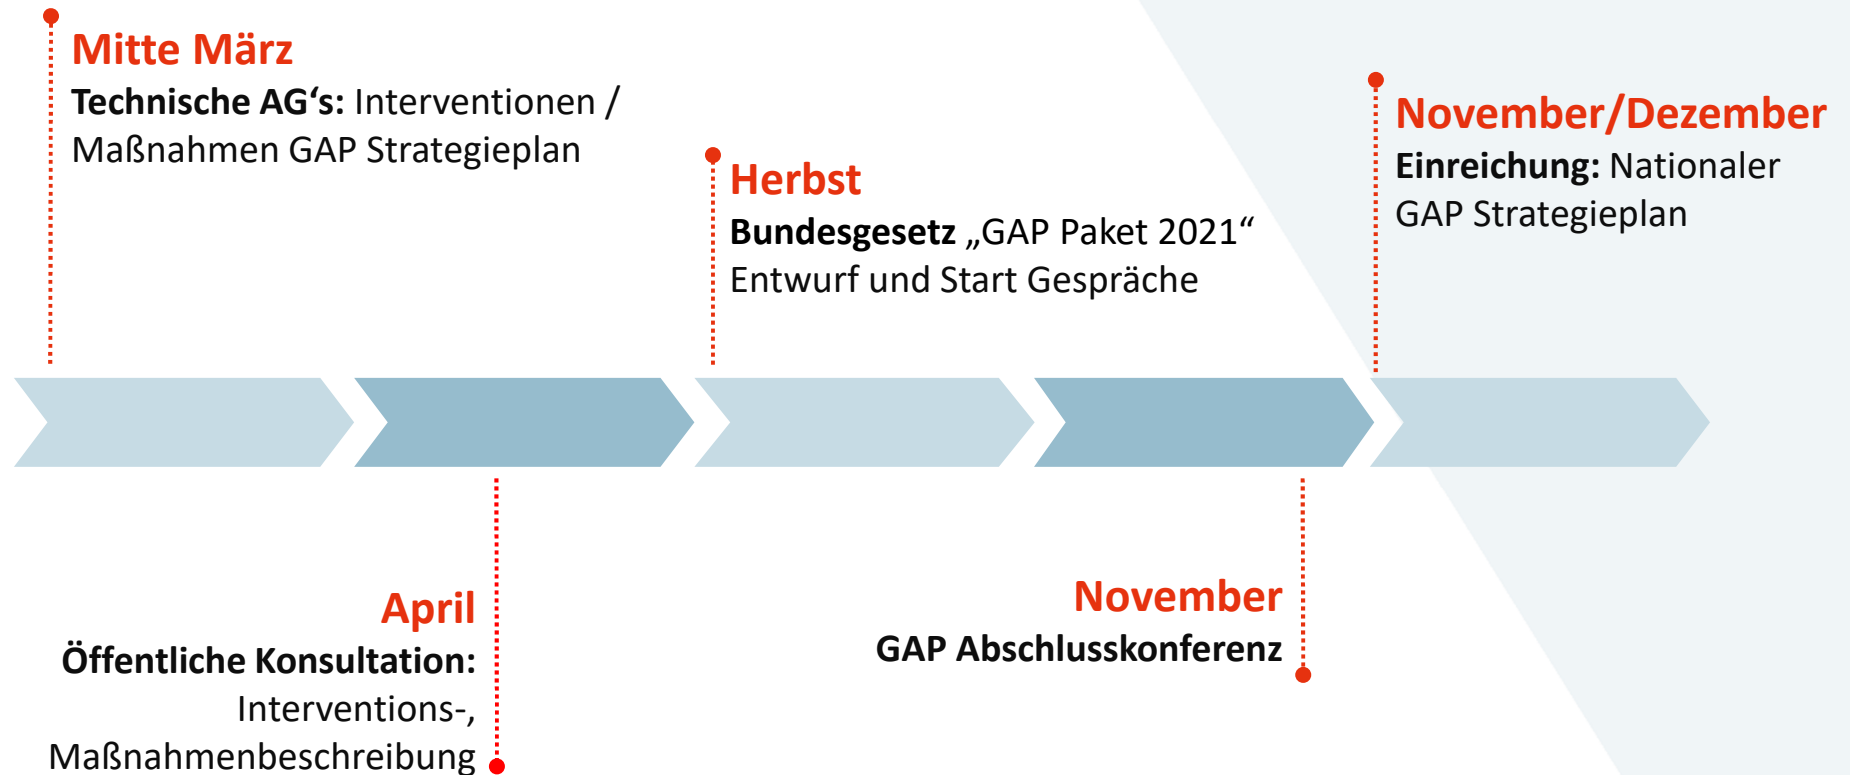 Mitte März
Technische AG‘s: Interventionen /
Maßnahmen GAP Strategieplan
Herbst
Bundesgesetz „GAP Paket 2021“
Entwurf und Start Gespräche
November/Dezember
Einreichung: Nationaler
GAP Strategieplan
April
Öffentliche Konsultation:
Interventions-,
Maßnahmenbeschreibung
November
GAP Abschlusskonferenz